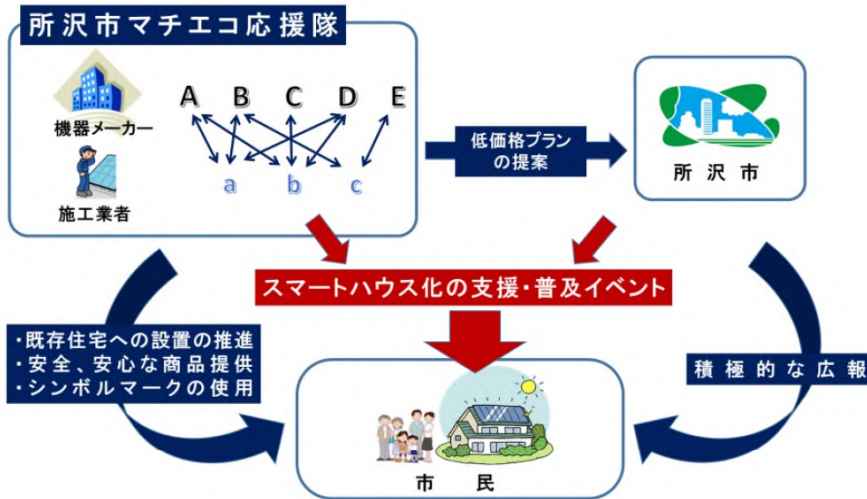 所沢市マチエコ応援隊
機器メーカー
A B C D E
a b c
施工業者
低価格プラン
の提案
所沢市
スマートハウス化の支援・普及イベント
・既存住宅への設置の推進
・安全、安心な商品提供
・シンボルマークの使用
積極的な広報
市民